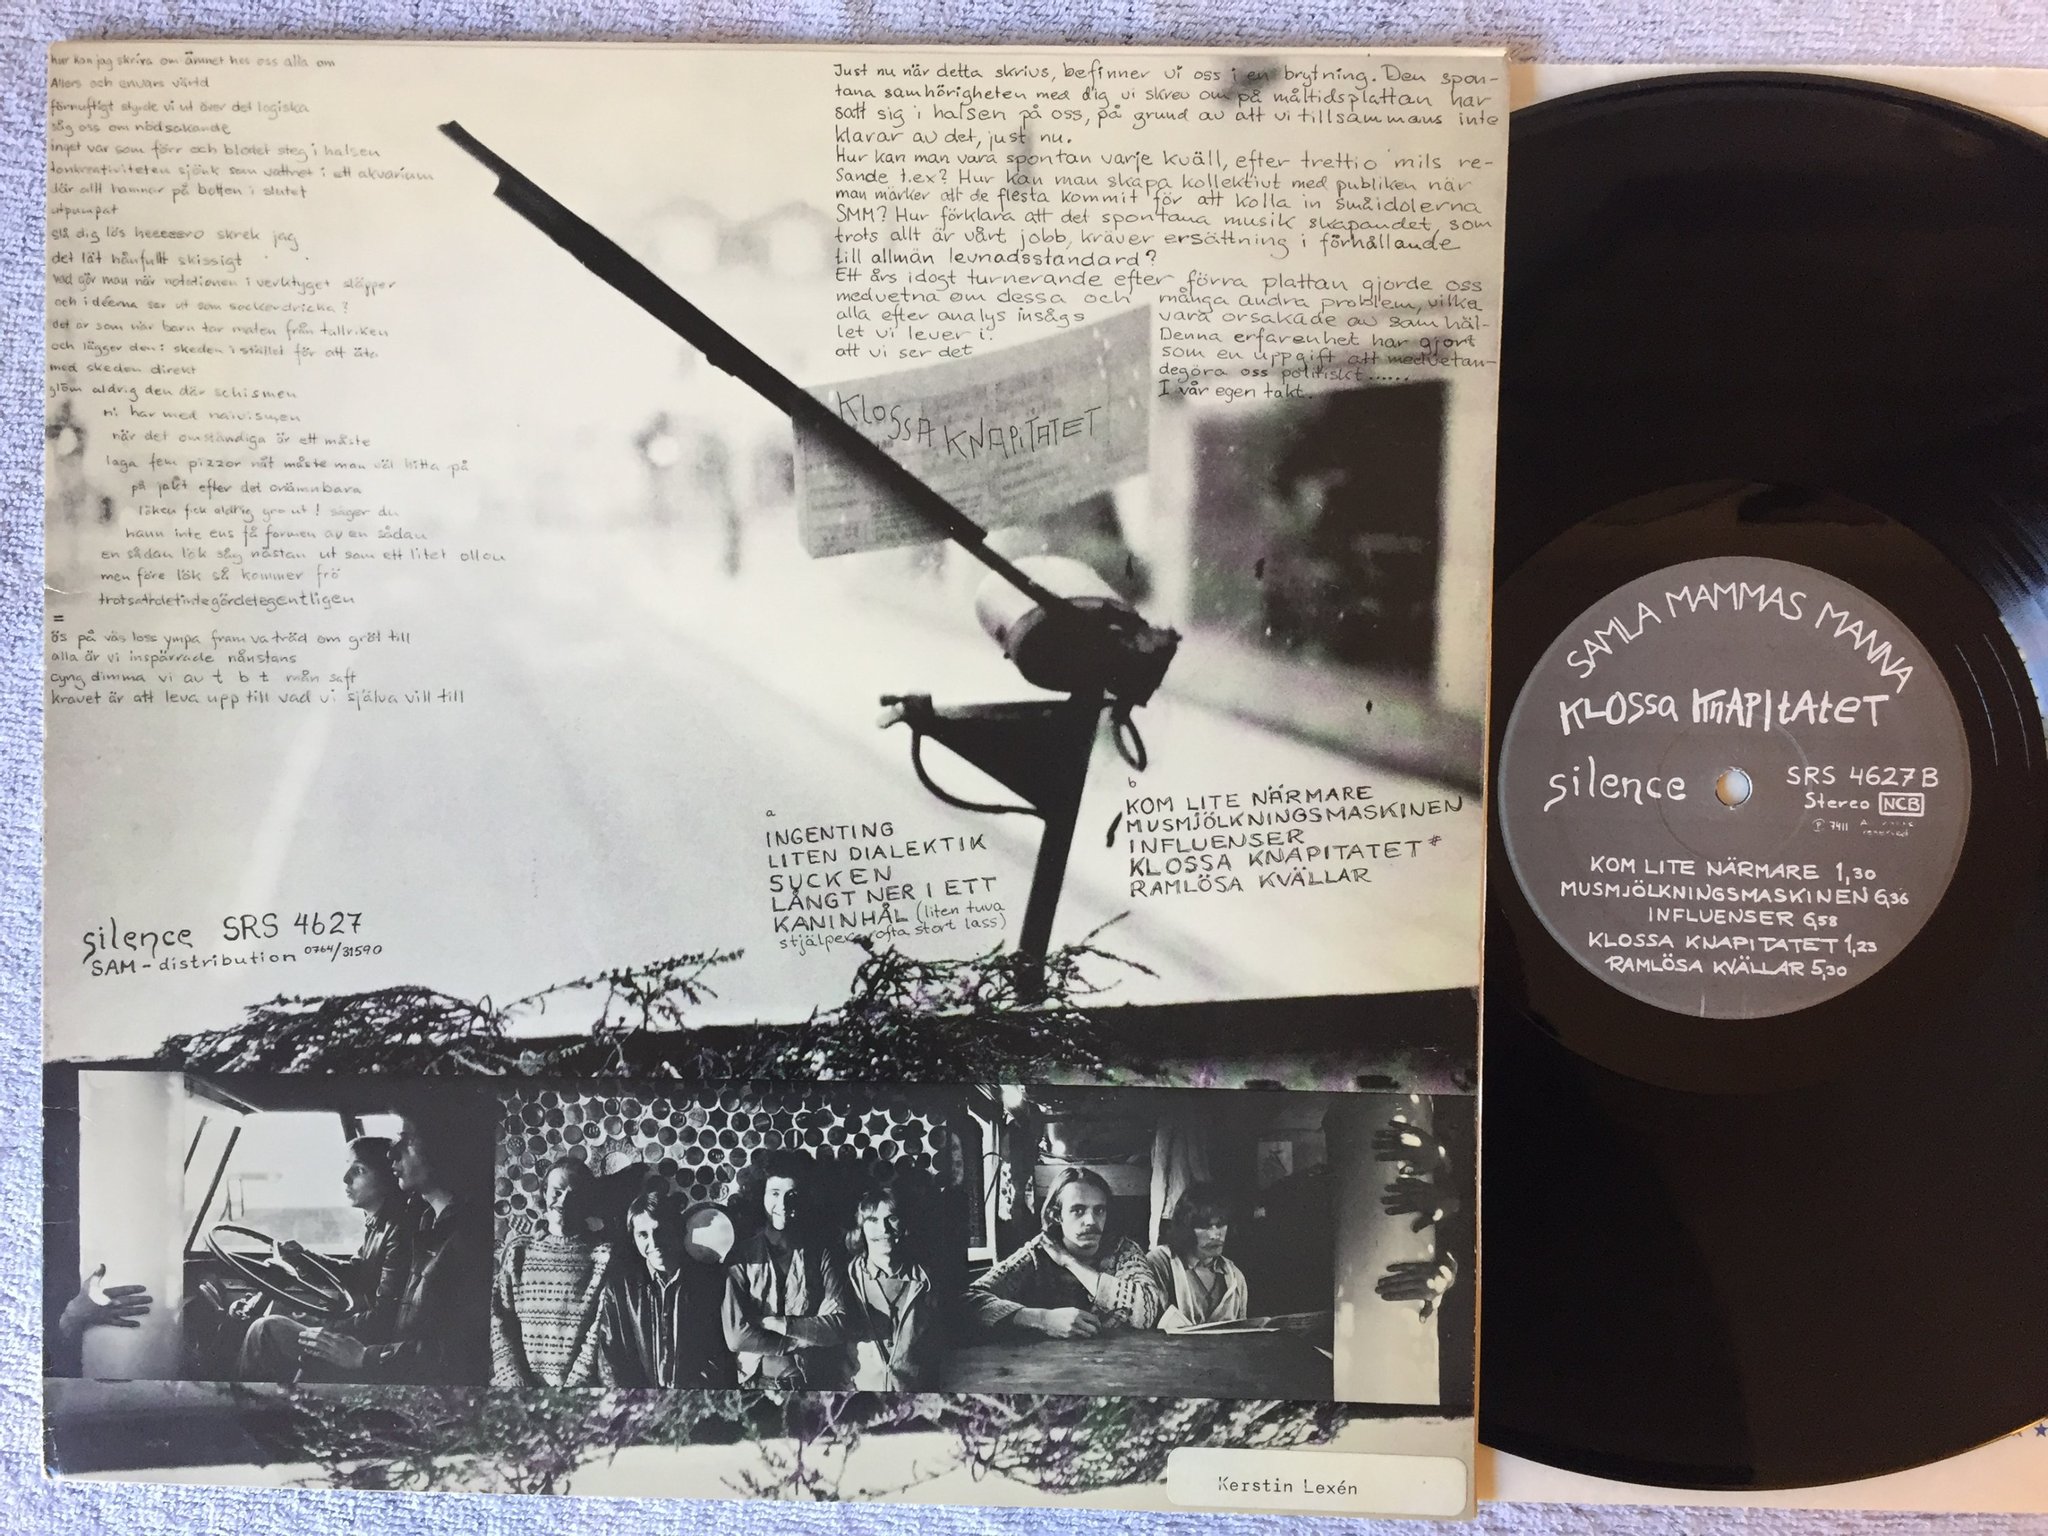 hur kan jag skriva om ämnet hos oss alla om
Allers och envars värld
förnuftigt styrde vi ut över det logiska
såg oss om nödsakande
inget var som förr och blodet steg i halsen
tonkreativiteten sjönk som vattnet i ett akvarium
där allt hamnar på botten i slutet
utpumpat
slå dig lös heeeeero skrek jag
det lät hånfullt skissigt
vad gör man när notationen i verktyget släpper
och idéerna ser ut som sockerdricka?
det är som när barn tar maten från tallriken
och lägger den i skeden i stället för att äta
med skeden direkt
glöm aldrig den där schismen
ni har med naivismen
när det omständiga är ett måste
laga fem pizzor nåt måste man väl hitta på
på jakt efter det onämnbara
löken fick aldrig gro ut! säger du
hann inte ens få formen av en sådan
en sådan lök såg nästan ut som ett litet ollon
men före lök så kommer frö
trotsattdetintegördetegentligen
=
ös på väs loss ympa fram va träd om gröt till
alla är vi inspärrade nånstans
cyng dimma vi av t b t mån saft
kravet är att leva upp till vad vi själva vill till
Just nu när detta skrivs, befinner vi oss i en brytning. Den spon-
tana samhörigheten med dig vi skrev om på måltidsplattan har
satt sig i halsen på oss, på grund av att vi tillsammans inte
klarar av det, just nu.
Hur kan man vara spontan varje kväll, efter trettio mils re-
sande t.ex? Hur kan man skapa kollektivt med publiken när
man märker att de flesta kommit för att kolla in småidolerna
SMM? Hur förklara att det spontana musik skapandet, som
trots allt är vårt jobb, kräver ersättning i förhållande
till allmän levnadsstandard?
Ett års idogt turnerande efter förra plattan gjorde oss
medvetna om dessa och många andra problem, vilka
alla efter analys insågs vara orsakade av samhäl-
let vi lever i. Denna erfarenhet har gjort
att vi ser det som en uppgift att medvetan-
degöra oss politiskt......
I vår egen takt.
KLOSSA KNAPITATET
a
INGENTING
LITEN DIALEKTIK
SUCKEN
LÅNGT NER I ETT
KANINHÅL (liten tuva
stjälper ofta stort lass)
b
KOM LITE NÄRMARE
MUSMJÖLKNINGSMASKINEN
INFLUENSER
KLOSSA KNAPITATET*
RAMLÖSA KVÄLLAR
silence SRS 4627
SAM-distribution 0764/31590
Kerstin Lexén
SAMLA MAMMAS MANNA
KLOSSA KNAPITATET
silence
SRS 4627 B
Stereo NCB
℗ 7411
reserved
KOM LITE NÄRMARE 1,30
MUSMJÖLKNINGSMASKINEN 6,36
INFLUENSER 6,58
KLOSSA KNAPITATET 1,23
RAMLÖSA KVÄLLAR 5,30